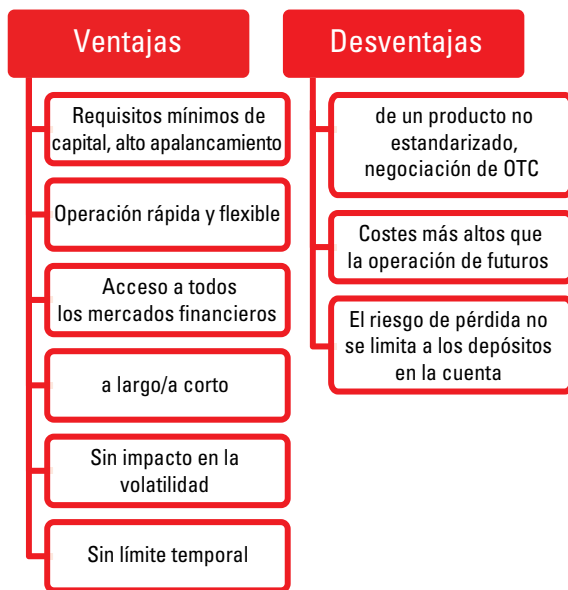 Ventajas
Requisitos mínimos de
capital, alto apalancamiento
Operación rápida y flexible
Acceso a todos
los mercados financieros
a largo/a corto
Sin impacto en la
volatilidad
Sin límite temporal
Desventajas
de un producto no
estandarizado,
negociación de OTC
Costes más altos que
la operación de futuros
El riesgo de pérdida no
se limita a los depósitos
en la cuenta